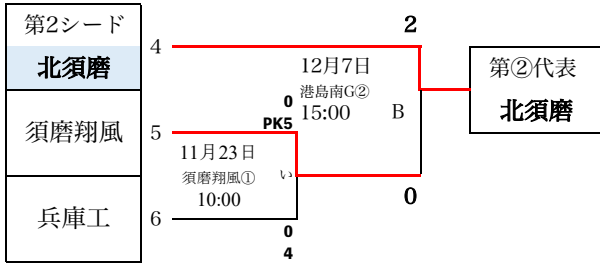 第2シード
北須磨
須磨翔風
兵庫工
4
5
6
2
12月7日
港島南G②
15:00
B
0
PK5
11月23日
須磨翔風①
い
10:00
0
4
0
第②代表
北須磨